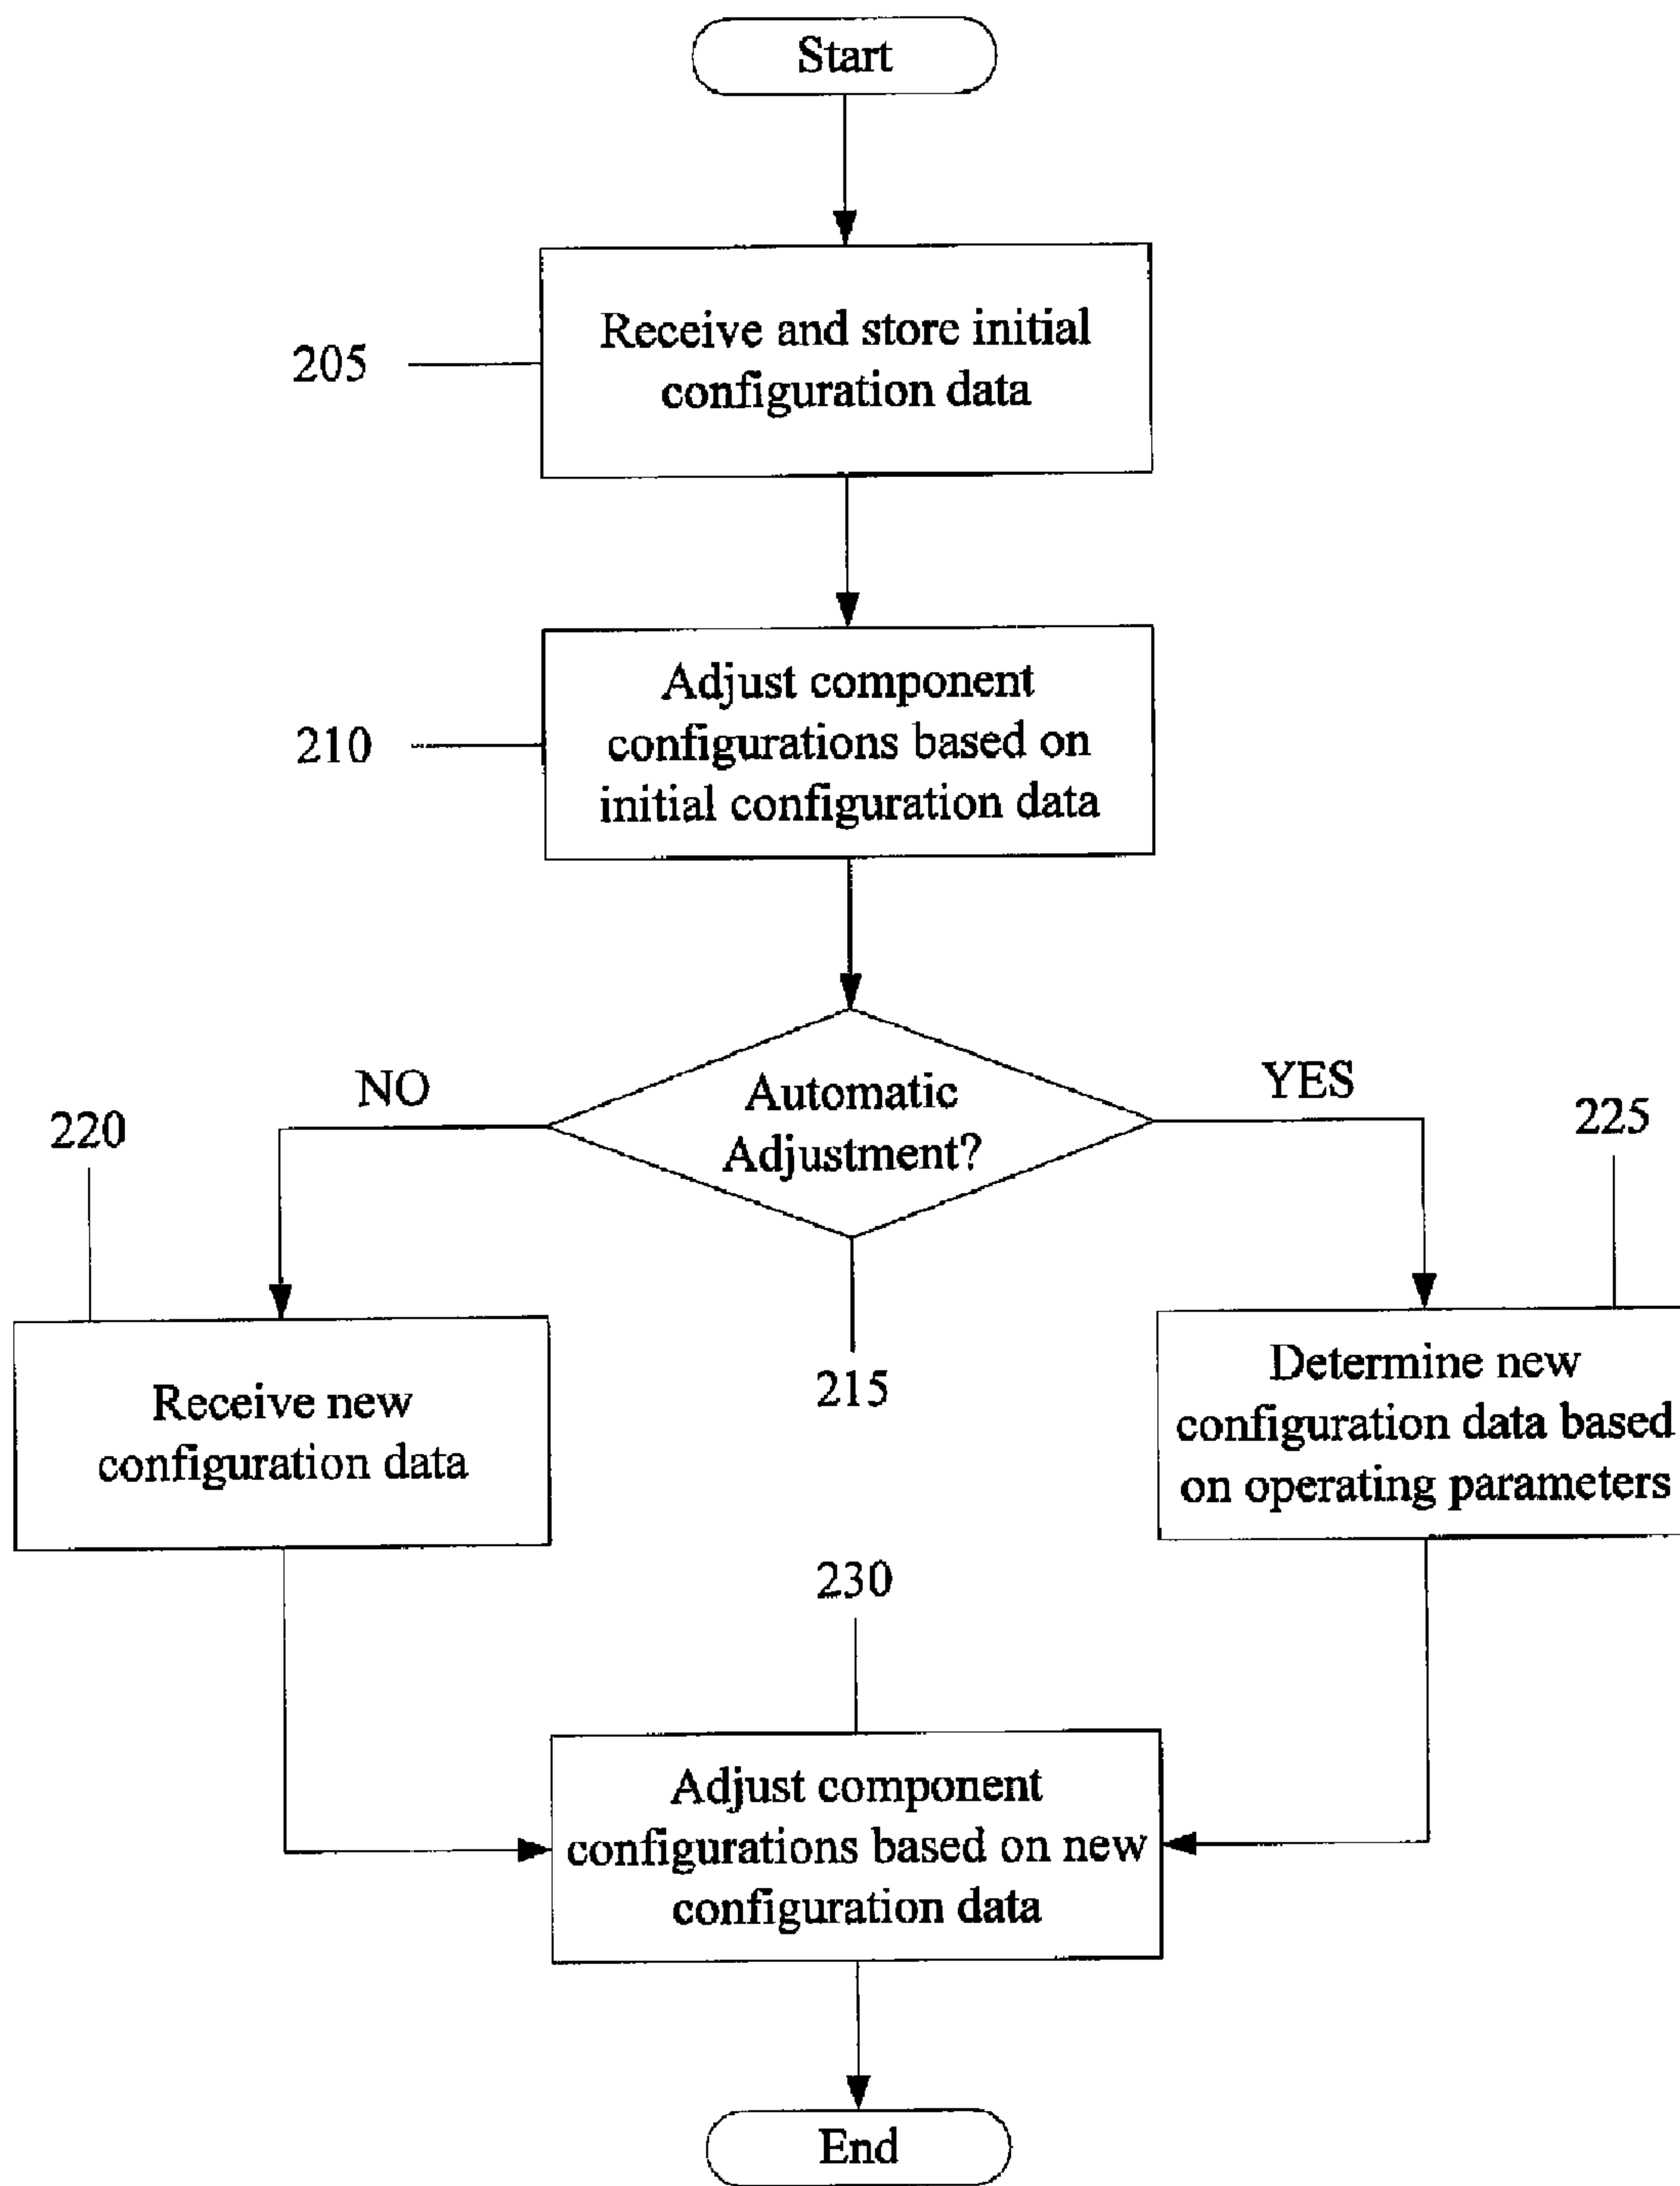 Start
Receive and store initial
configuration data
205
Adjust component
configurations based on
initial configuration data
210
Automatic
Adjustment?
NO
YES
215
220
225
Receive new
configuration data
Determine new
configuration data based
on operating parameters
230
Adjust component
configurations based on new
configuration data
End